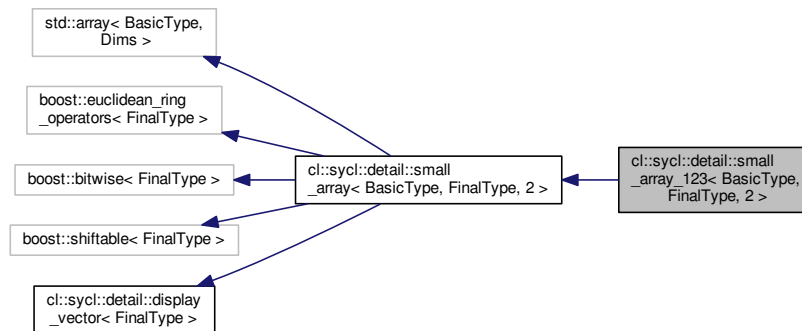 std::array< BasicType,
Dims >
boost::euclidean_ring
_operators< FinalType >
boost::bitwise< FinalType >
boost::shiftable< FinalType >
cl::sycl::detail::display
_vector< FinalType >
cl::sycl::detail::small
_array< BasicType, FinalType, 2 >
cl::sycl::detail::small
_array_123< BasicType,
FinalType, 2 >